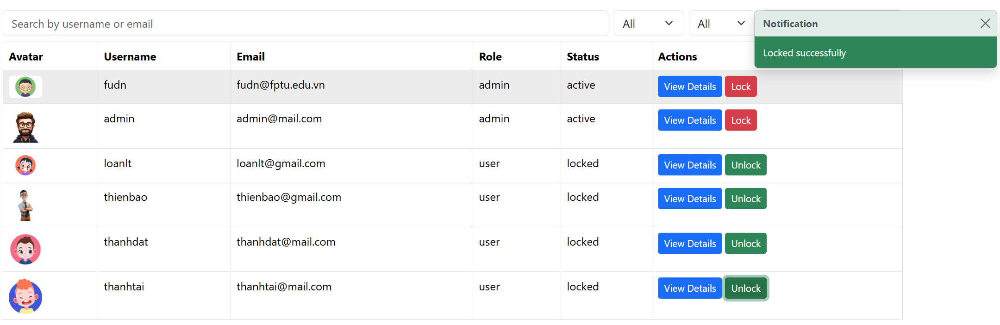 Search by username or email All All Notification
Locked successfully
Avatar Username Email Role Status Actions
fudn fudn@fptu.edu.vn admin active View Details Lock
admin admin@mail.com admin active View Details Lock
loanlt loanlt@gmail.com user locked View Details Unlock
thienbao thienbao@gmail.com user locked View Details Unlock
thanhdat thanhdat@mail.com user locked View Details Unlock
thanhtai thanhtai@mail.com user locked View Details Unlock